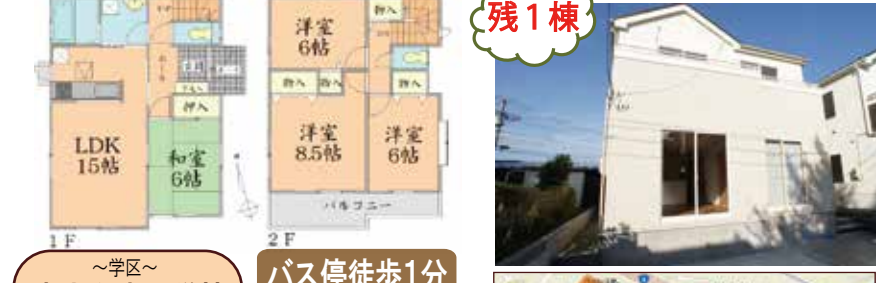 LDK
15帖
押入
和室
6帖
1F
洋室
6帖
押入
押入
押入
押入
洋室
8.5帖
洋室
6帖
バルコニー
2F
残1棟
～学区～
バス停徒歩1分